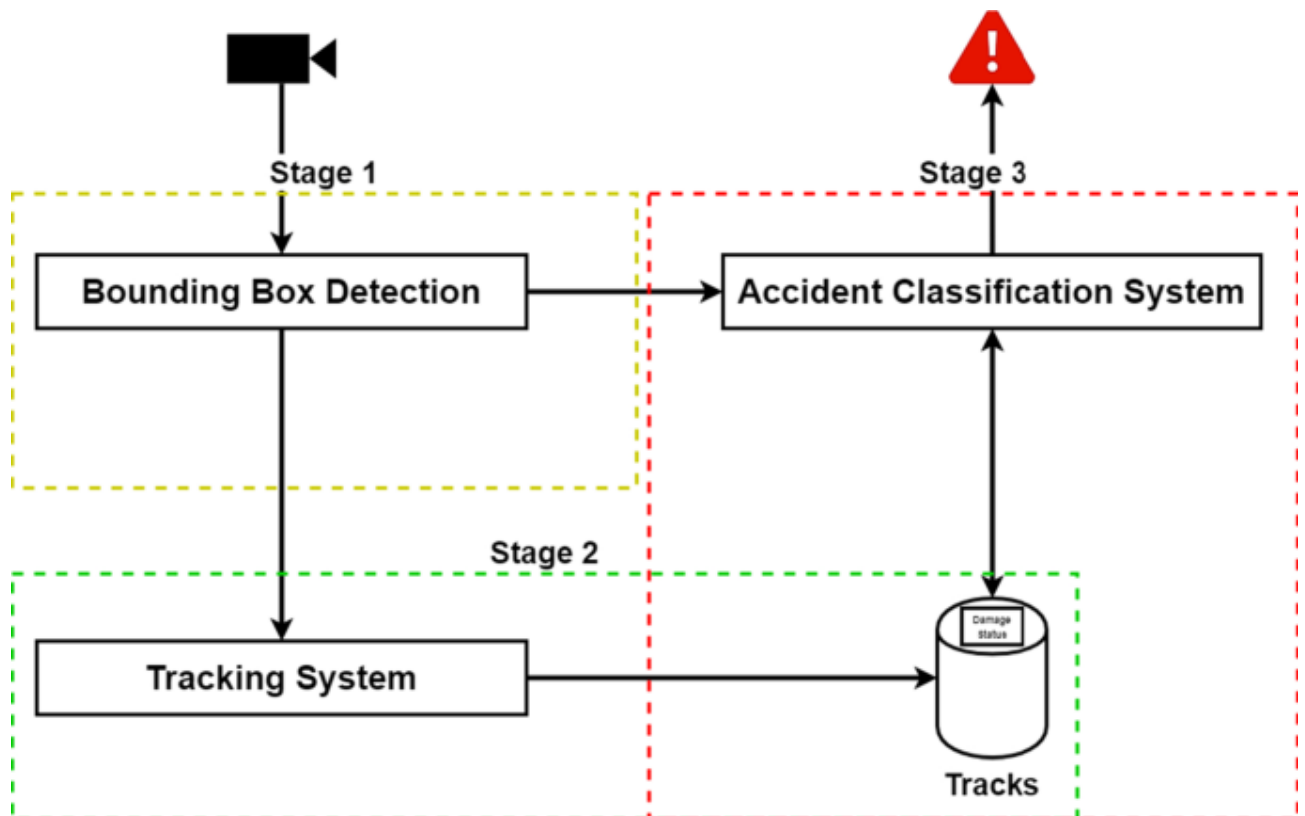 Stage 1
Stage 3
Bounding Box Detection
Accident Classification System
Stage 2
Damage
Status
Tracking System
Tracks